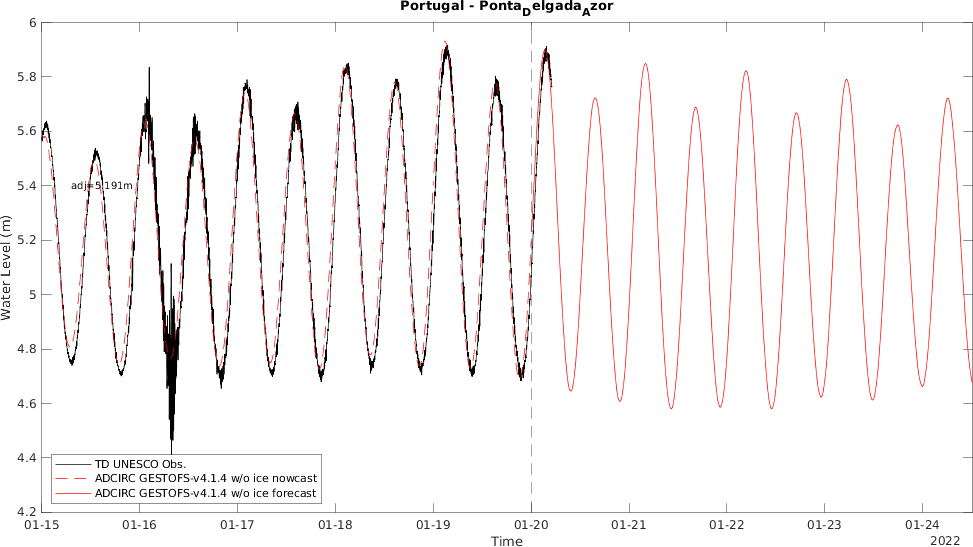 Portugal - Ponta_Delgada_Azor
6
5.8
5.6
5.4
5.2
5
4.8
4.6
4.4
4.2
Water Level (m)
adj=5.191m
TD UNESCO Obs.
ADCIRC GESTOFS-v4.1.4 w/o ice nowcast
ADCIRC GESTOFS-v4.1.4 w/o ice forecast
01-15 01-16 01-17 01-18 01-19 01-20 01-21 01-22 01-23 01-24
Time
2022